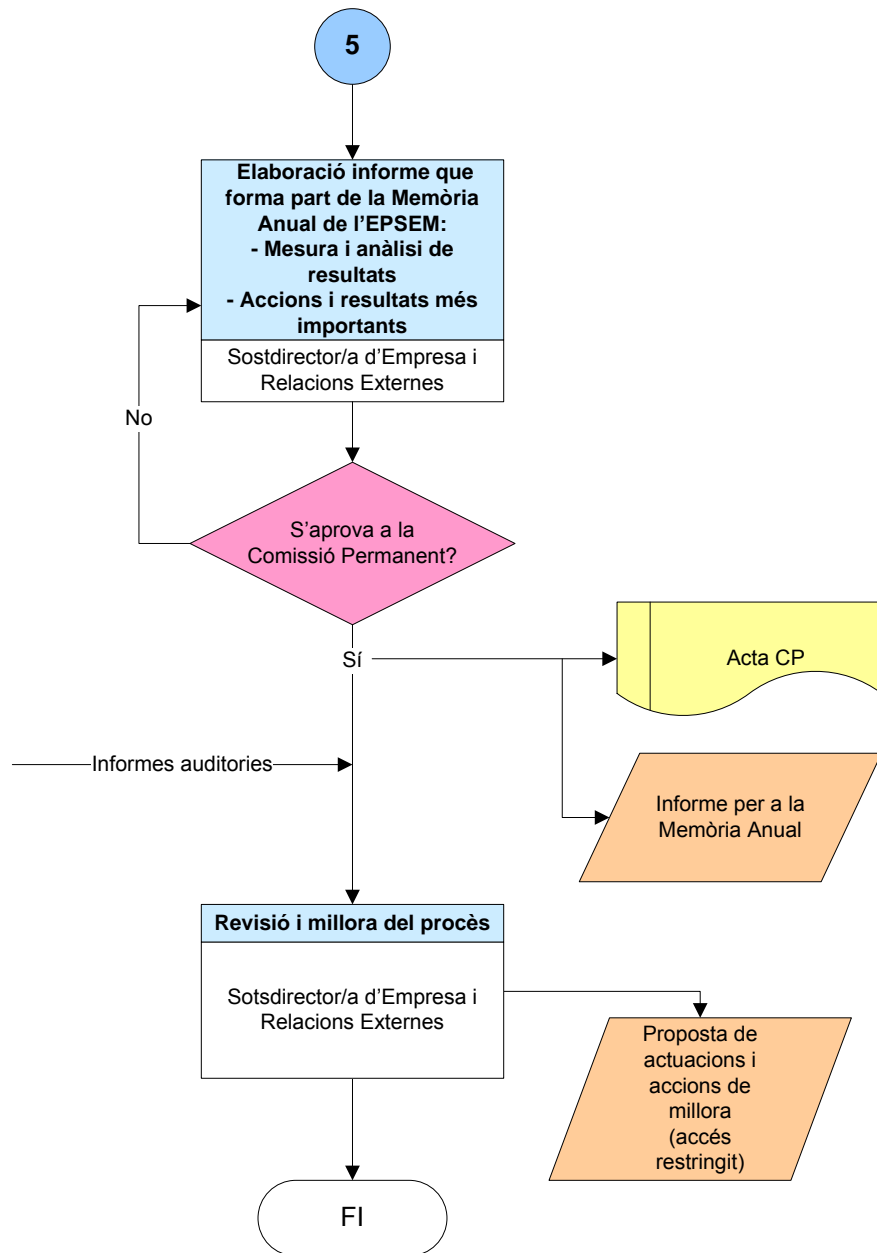 5
Elaboració informe que
forma part de la Memòria
Anual de l’EPSEM:
- Mesura i anàlisi de
resultats
- Accions i resultats més
importants
Sostdirector/a d’Empresa i
Relacions Externes
No
S’aprova a la
Comissió Permanent?
Sí
Acta CP
Informes auditories
Informe per a la
Memòria Anual
Revisió i millora del procès
Sotsdirector/a d’Empresa i
Relacions Externes
Proposta de
actuacions i
accions de
millora
(accés
restringit)
FI